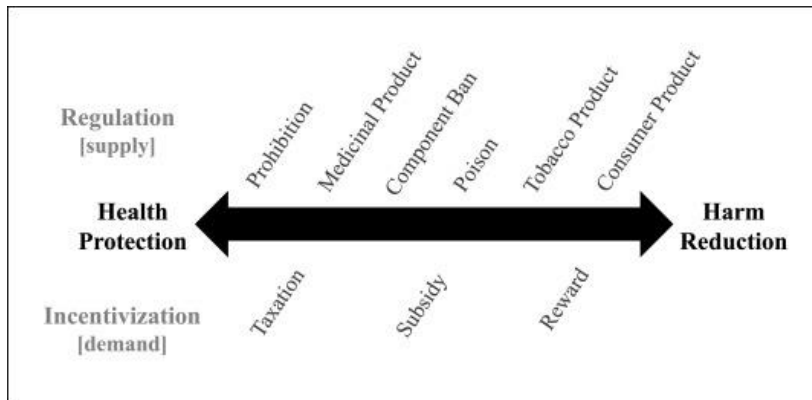 Regulation
[supply]
Prohibition
Medicinal Product
Component Ban
Poison
Tobacco Product
Consumer Product
Health
Protection
Harm
Reduction
Incentivization
[demand]
Taxation
Subsidy
Reward